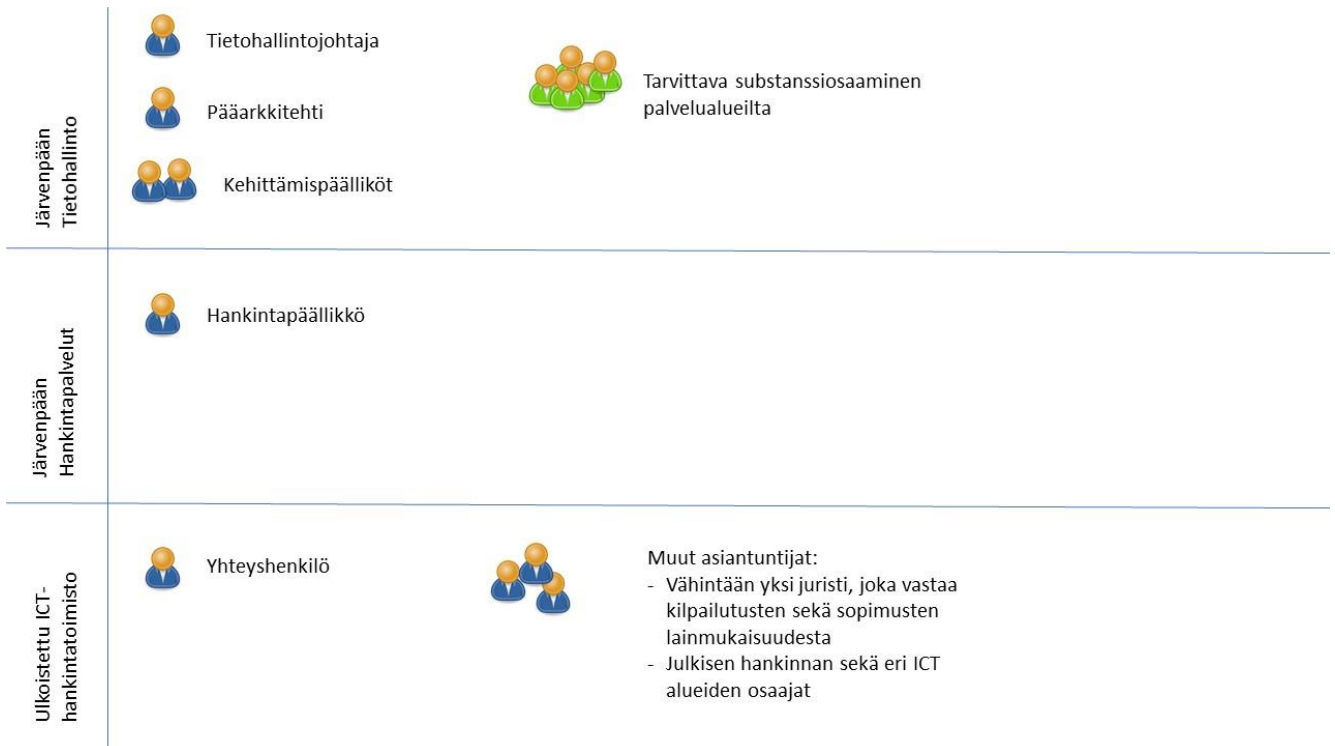 Järvenpään
Tietohallinto
Tietohallintojohtaja
Pääarkkitehti
Kehittämispäälliköt
Tarvittava substanssiosaaminen
palvelualueilta
Järvenpään
Hankintapalvelut
Hankintapäällikkö
Ulkoistettu ICT-
hankintatoimisto
Yhteyshenkilö
Muut asiantuntijat:
- Vähintään yksi juristi, joka vastaa
kilpailutusten sekä sopimusten
lainmukaisuudesta
- Julkisen hankinnan sekä eri ICT
alueiden osaajat